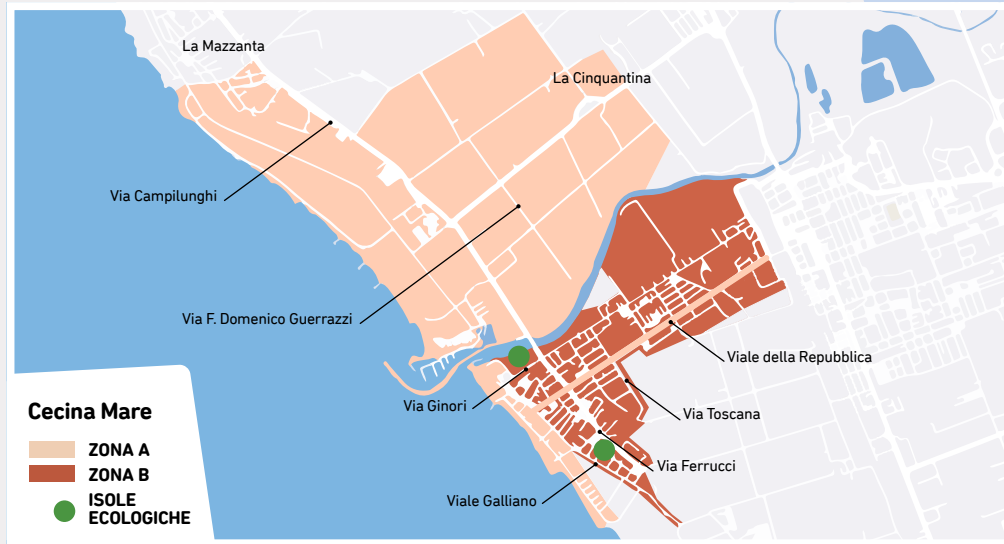 La Mazzanta
La Cinquantina
Via Campilunghi
Via F. Domenico Guerrazzi
Viale della Repubblica
Via Ginori
Via Toscana
Via Ferrucci
Viale Galliano
Cecina Mare
ZONA A
ZONA B
ISOLE
ECOLOGICHE